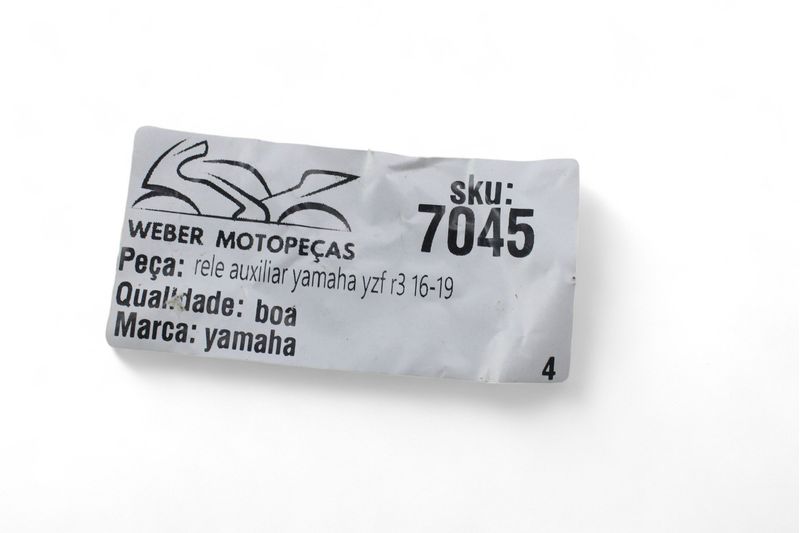 WEBER MOTOPEÇAS
sku:
7045
Peça: rele auxiliar yamaha yzf r3 16-19
Qualidade: boa
Marca: yamaha
4